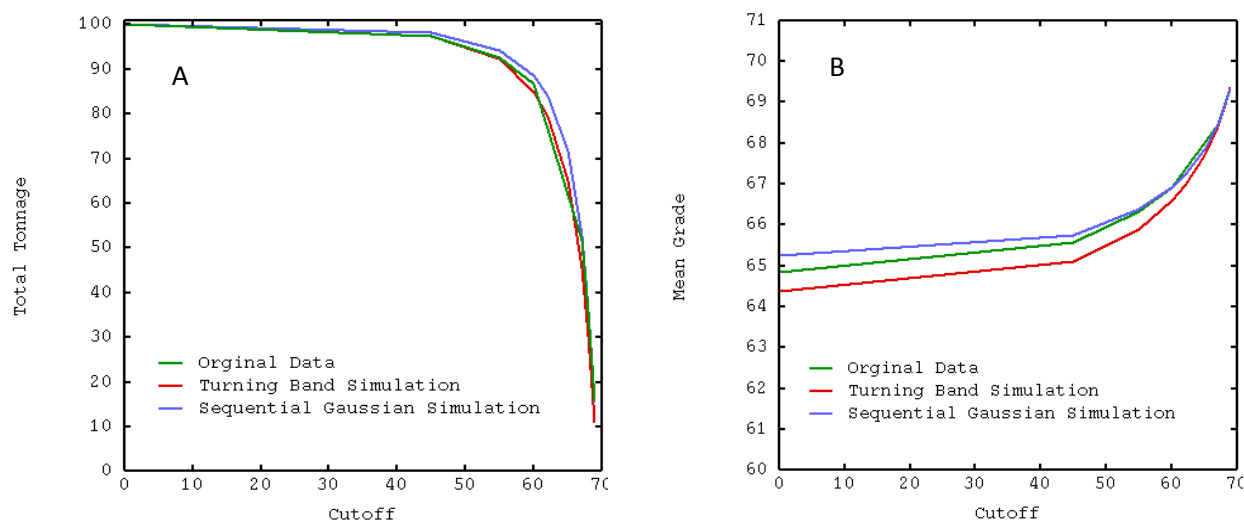 100
90
80
70
60
50
40
30
20
10
0
Total Tonnage
A
Orginal Data
Turning Band Simulation
Sequential Gaussian Simulation
0 10 20 30 40 50 60 70
Cutoff
71
70
69
68
67
66
65
64
63
62
61
60
Mean Grade
B
Orginal Data
Turning Band Simulation
Sequential Gaussian Simulation
0 10 20 30 40 50 60 70
Cutoff